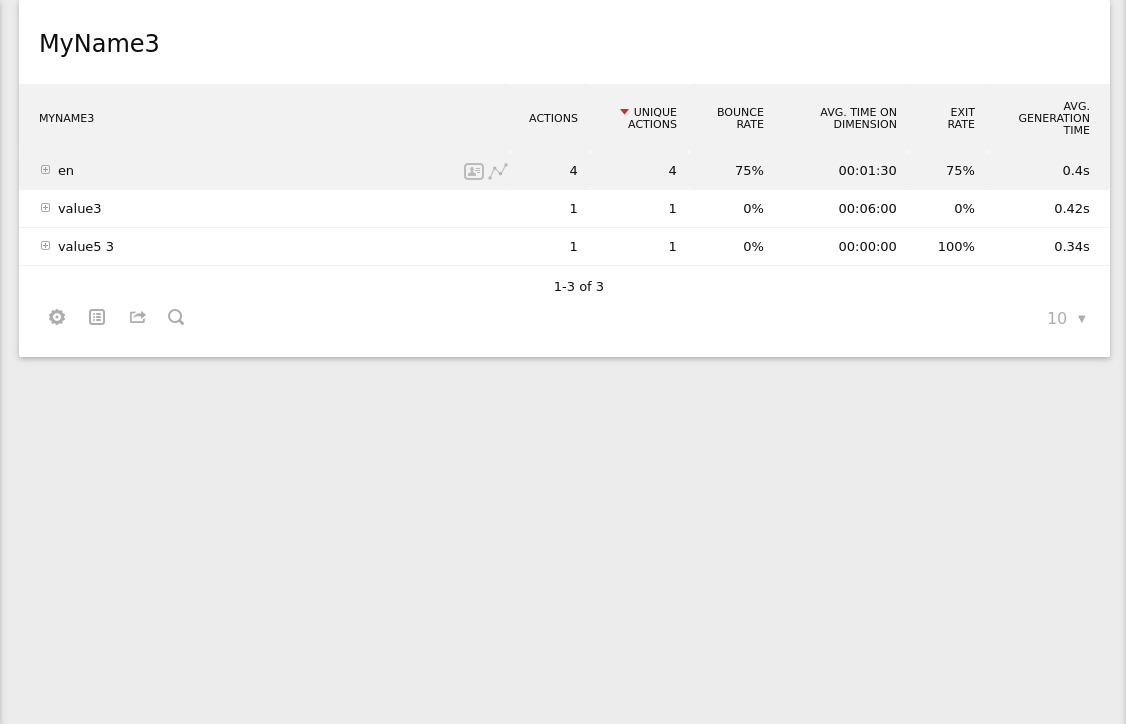 MyName3
MYNAME3 ACTIONS UNIQUE ACTIONS BOUNCE RATE AVG. TIME ON DIMENSION EXIT RATE AVG. GENERATION TIME
en 4 4 75% 00:01:30 75% 0.4s
value3 1 1 0% 00:06:00 0% 0.42s
value5 3 1 1 0% 00:00:00 100% 0.34s
1-3 of 3
10